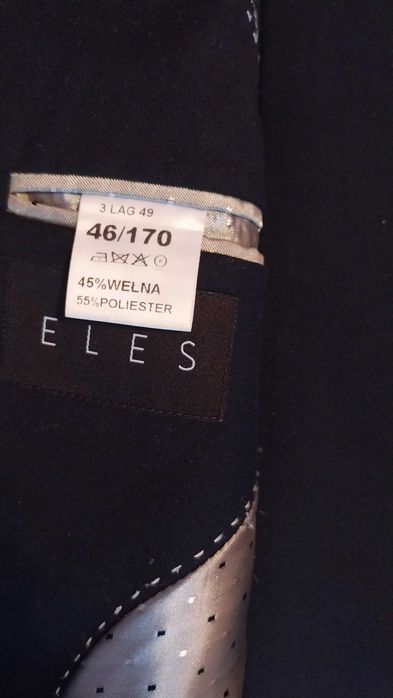 3 LAG 49
46/170
45%WEŁNA
55%POLIESTER
ELES